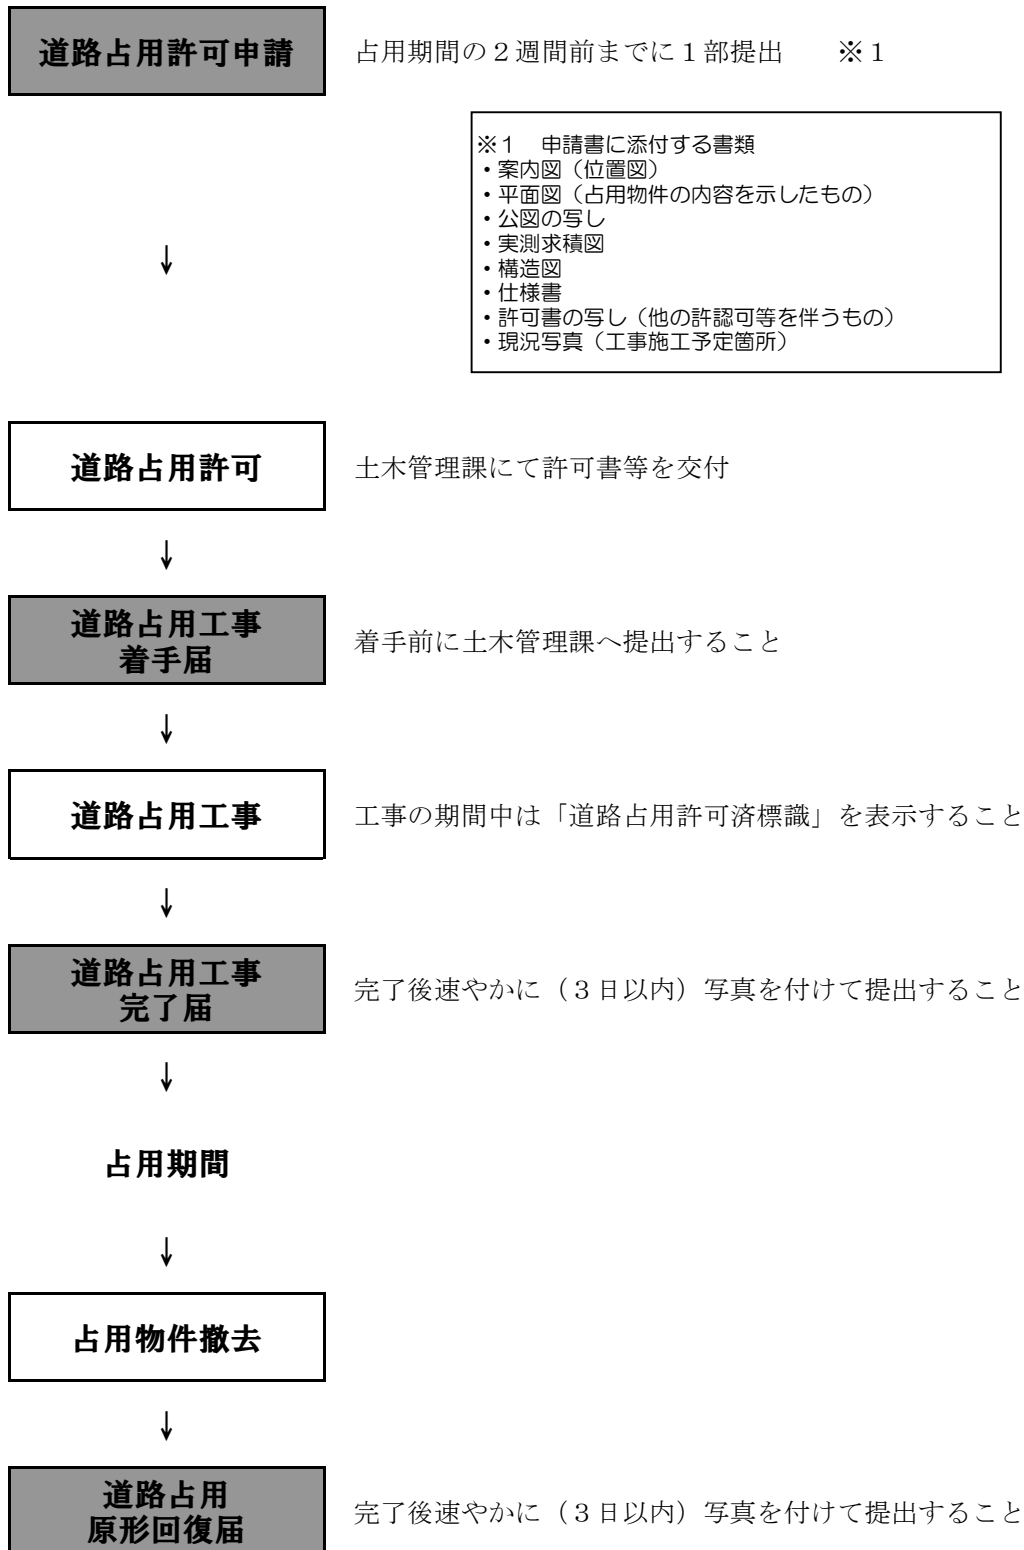 道路占用許可申請　占用期間の２週間前までに１部提出　　※１
※１　申請書に添付する書類
・案内図（位置図）
・平面図（占用物件の内容を示したもの）
・公図の写し
・実測求積図
・構造図
・仕様書
・許可書の写し（他の許認可等を伴うもの）
・現況写真（工事施工予定箇所）
↓
道路占用許可　土木管理課にて許可書等を交付
↓
道路占用工事
着手届
着手前に土木管理課へ提出すること
↓
道路占用工事　工事の期間中は「道路占用許可済標識」を表示すること
↓
道路占用工事
完了届
完了後速やかに（３日以内）写真を付けて提出すること
↓
占用期間
↓
占用物件撤去
↓
道路占用
原形回復届
完了後速やかに（３日以内）写真を付けて提出すること